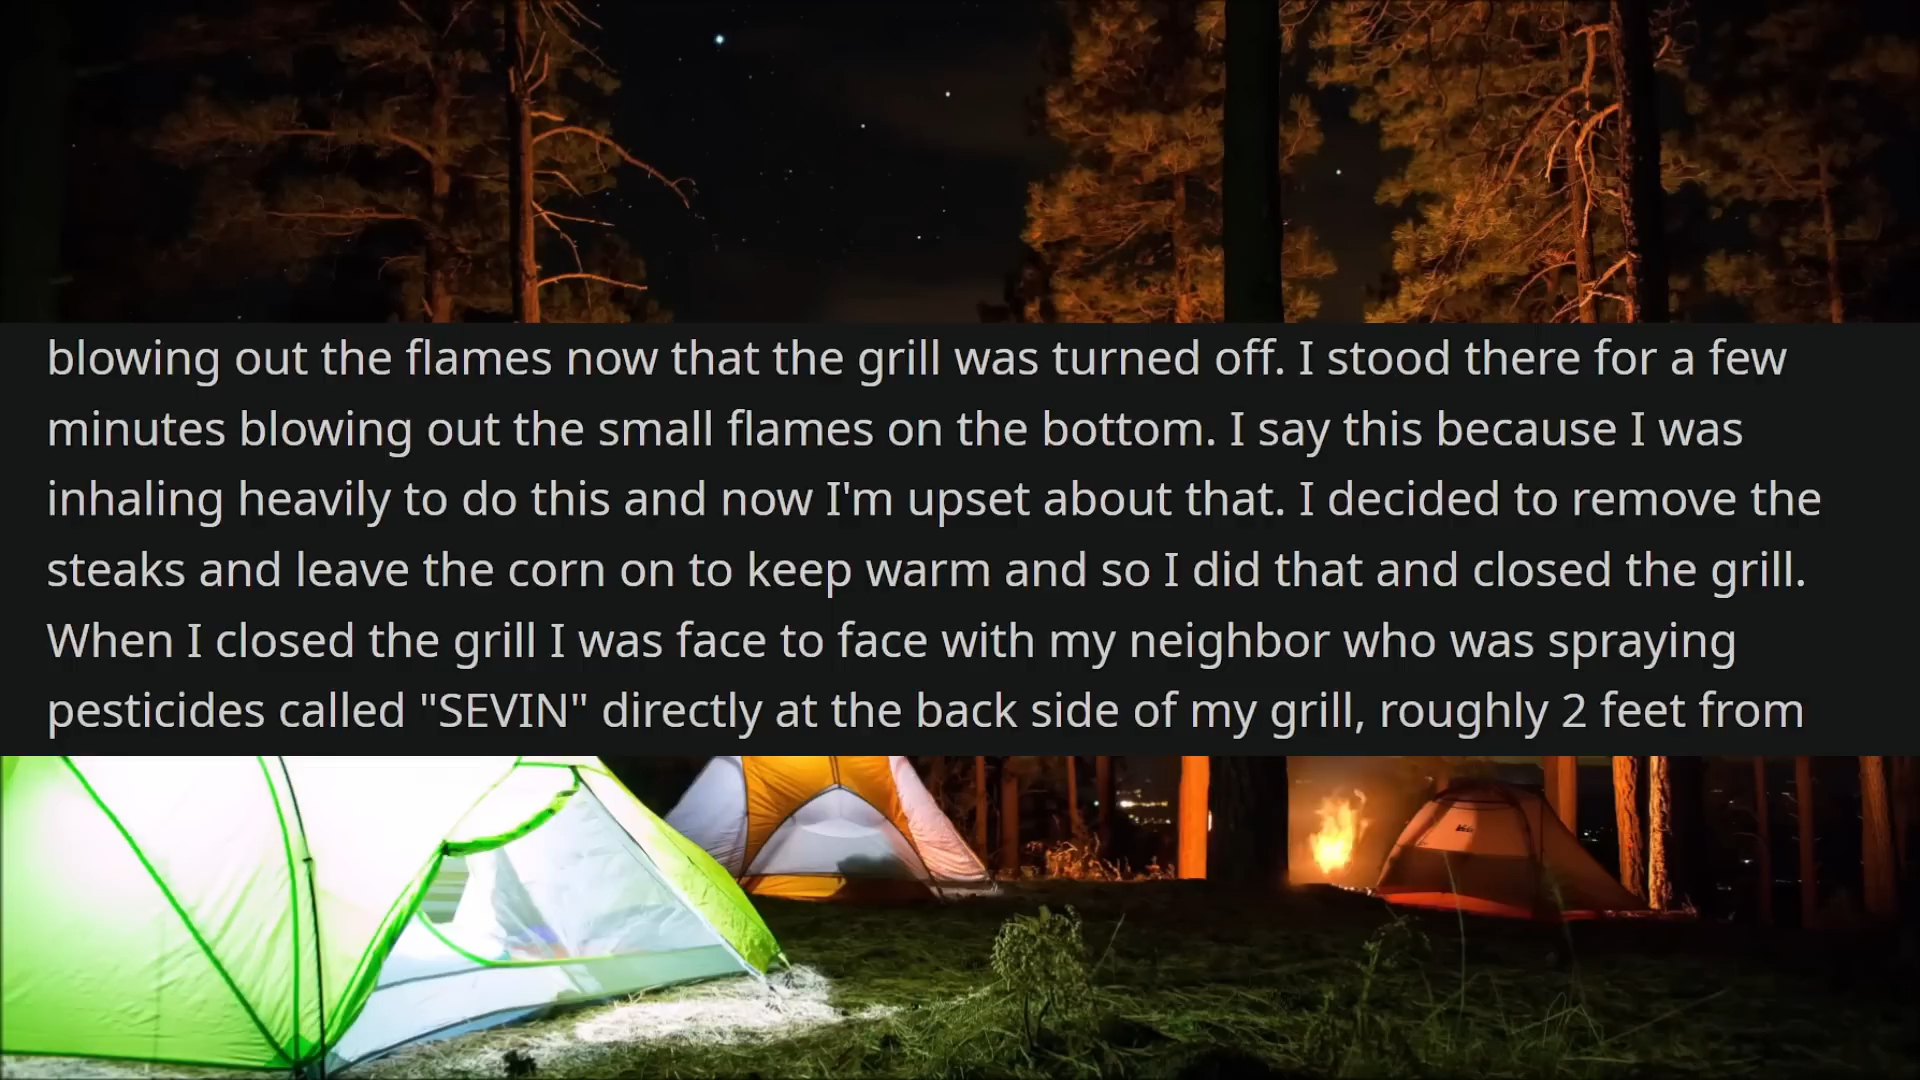 blowing out the flames now that the grill was turned off. I stood there for a few
minutes blowing out the small flames on the bottom. I say this because I was
inhaling heavily to do this and now I'm upset about that. I decided to remove the
steaks and leave the corn on to keep warm and so I did that and closed the grill.
When I closed the grill I was face to face with my neighbor who was spraying
pesticides called "SEVIN" directly at the back side of my grill, roughly 2 feet from